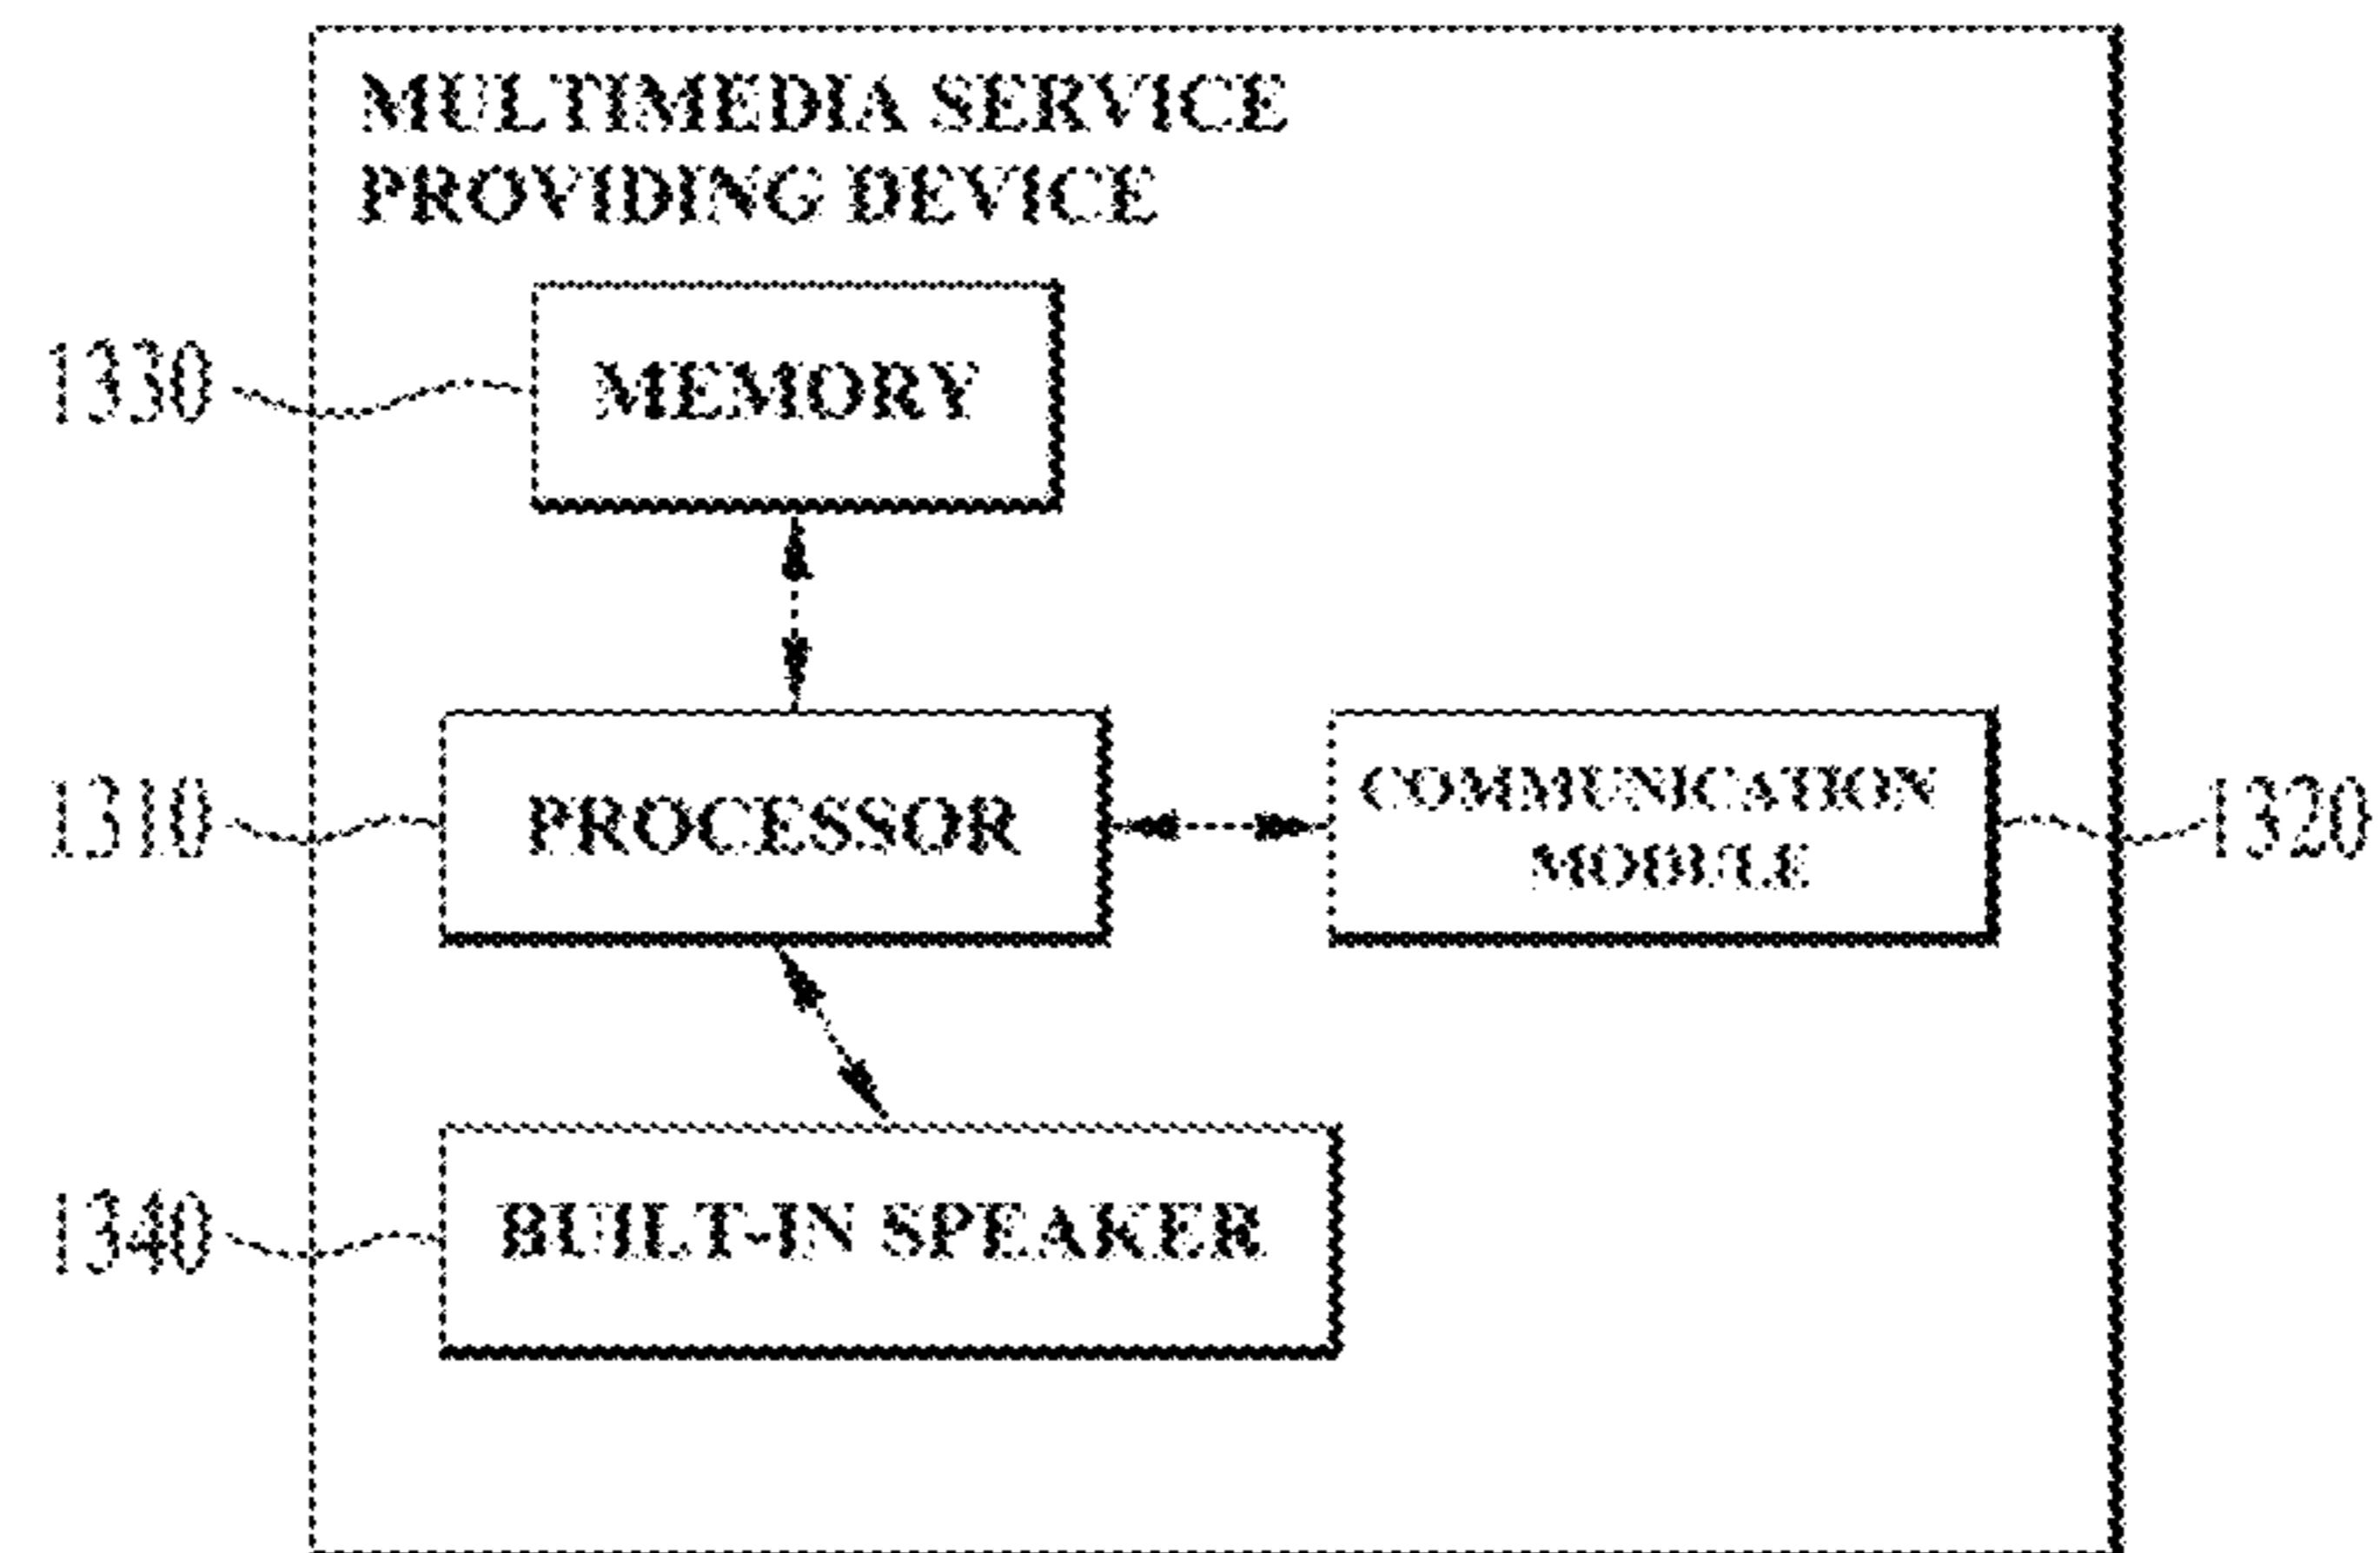 MULTIMEDIA SERVICE
PROVIDING DEVICE
1330
MEMORY
1310
PROCESSOR
COMMUNICATION
MODULE
1320
1340
BUILT-IN SPEAKER